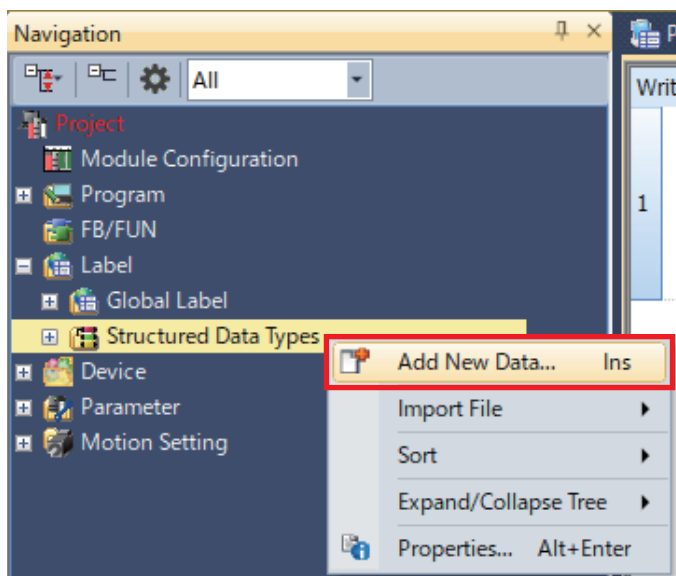 Navigation
All
Project
Module Configuration
Program
FB/FUN
Label
Global Label
Structured Data Types
Device
Parameter
Motion Setting
Add New Data... Ins
Import File
Sort
Expand/Collapse Tree
Properties... Alt+Enter
P
Writ
1